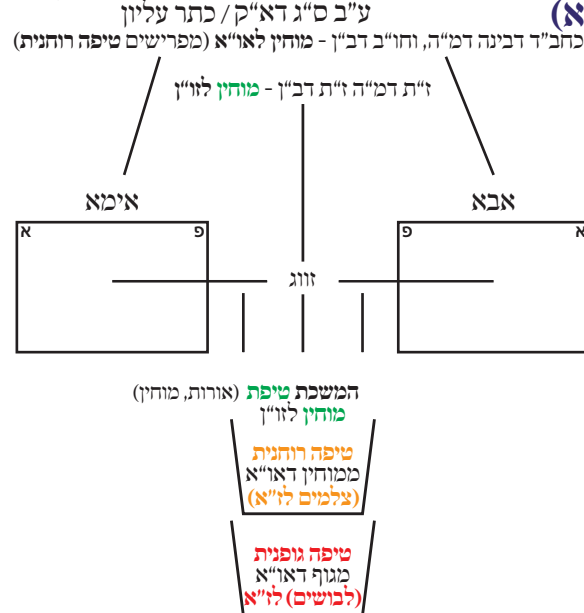 א)
ע״ב ס״ג דא״ק / כתר עליון
כחב״ד דבינה דמ״ה, וחו״ב דב״ן - מוחין לאו״א (מפרישים טיפה רוחנית)
ז״ת דמ״ה ז״ת דב״ן - מוחין לזו״ן
אבא
אימא
א
פ
א
פ
זווג
המשכת טיפת (אורות, מוחין)
מוחין לזו״ן
טיפה רוחנית
ממוחין דאו״א
(צלמים לז״א)
טיפה גופנית
מגוף דאו״א
(לבושים) לז״א